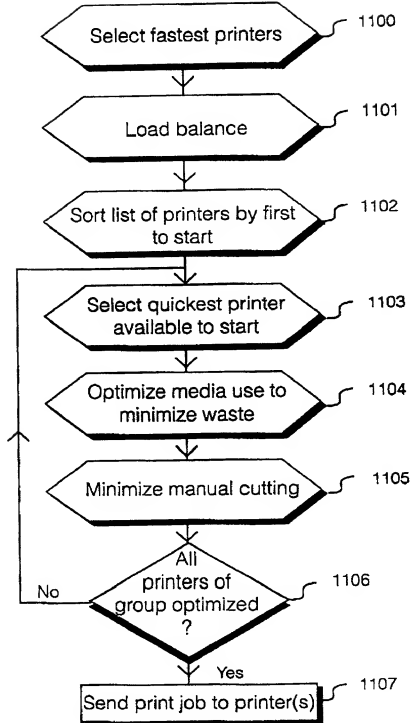 Select fastest printers
1100
Load balance
1101
Sort list of printers by first
to start
1102
Select quickest printer
available to start
1103
Optimize media use to
minimize waste
1104
Minimize manual cutting
1105
All
printers of
group optimized
?
1106
No
Yes
Send print job to printer(s)
1107